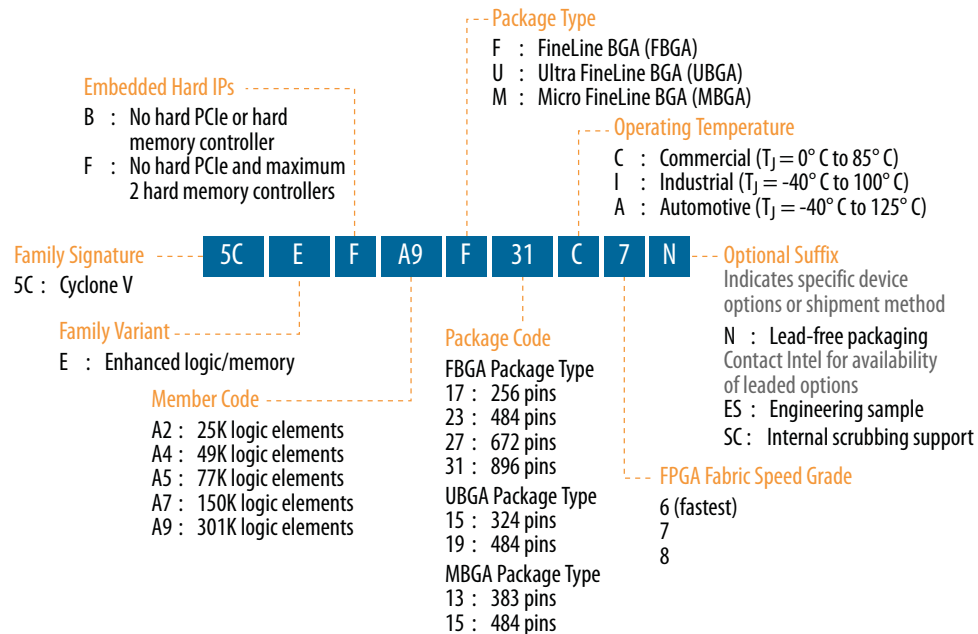 Package Type
F : FineLine BGA (FBGA)
U : Ultra FineLine BGA (UBGA)
M : Micro FineLine BGA (MBGA)
Embedded Hard IPs
B : No hard PCIe or hard
memory controller
F : No hard PCIe and maximum
2 hard memory controllers
Operating Temperature
C : Commercial (TJ = 0° C to 85° C)
I : Industrial (TJ = -40° C to 100° C)
A : Automotive (TJ = -40° C to 125° C)
Family Signature
5C : Cyclone V
5C E F A9 F 31 C 7 N
Optional Suffix
Indicates specific device
options or shipment method
N : Lead-free packaging
Contact Intel for availability
of leaded options
ES : Engineering sample
SC : Internal scrubbing support
Family Variant
E : Enhanced logic/memory
Member Code
A2 : 25K logic elements
A4 : 49K logic elements
A5 : 77K logic elements
A7 : 150K logic elements
A9 : 301K logic elements
Package Code
FBGA Package Type
17 : 256 pins
23 : 484 pins
27 : 672 pins
31 : 896 pins
UBGA Package Type
15 : 324 pins
19 : 484 pins
MBGA Package Type
13 : 383 pins
15 : 484 pins
FPGA Fabric Speed Grade
6 (fastest)
7
8